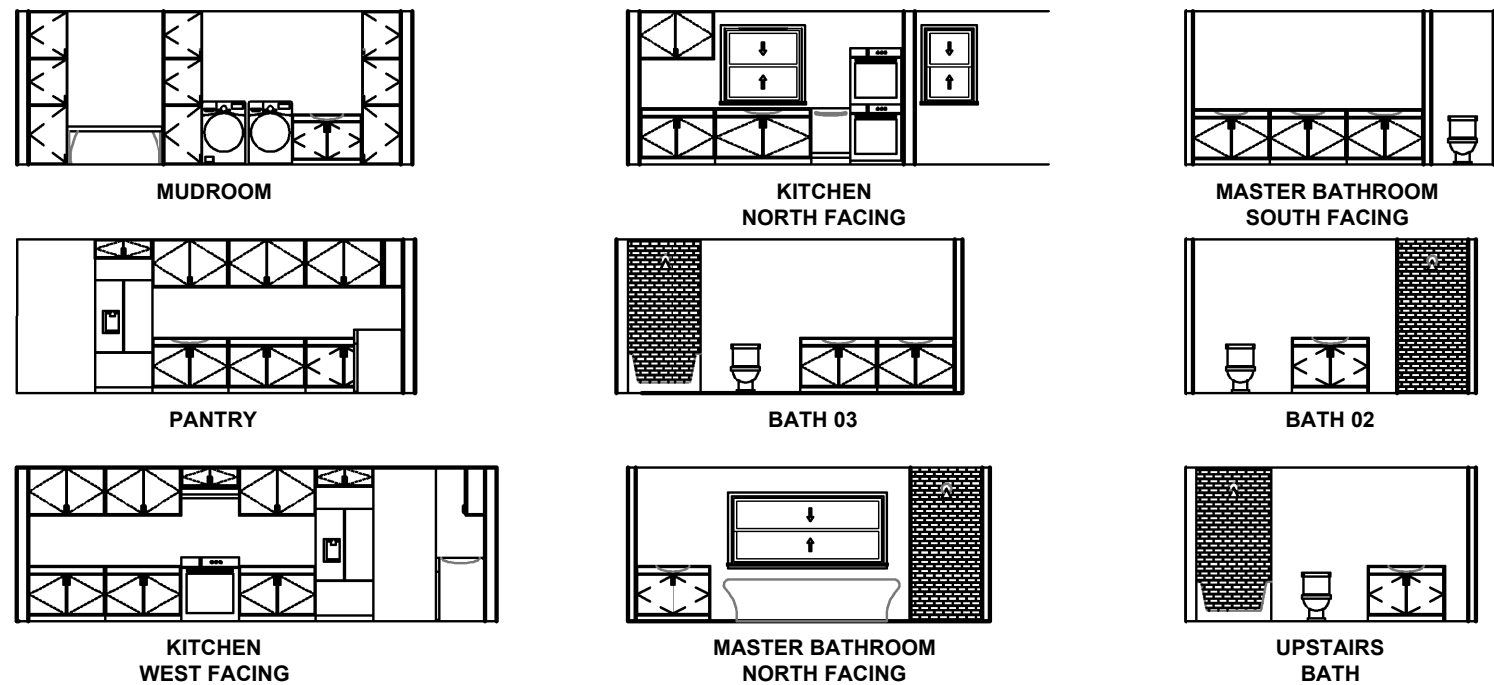 MUDROOM
KITCHEN
NORTH FACING
MASTER BATHROOM
SOUTH FACING
PANTRY
BATH 03
BATH 02
KITCHEN
WEST FACING
MASTER BATHROOM
NORTH FACING
UPSTAIRS
BATH